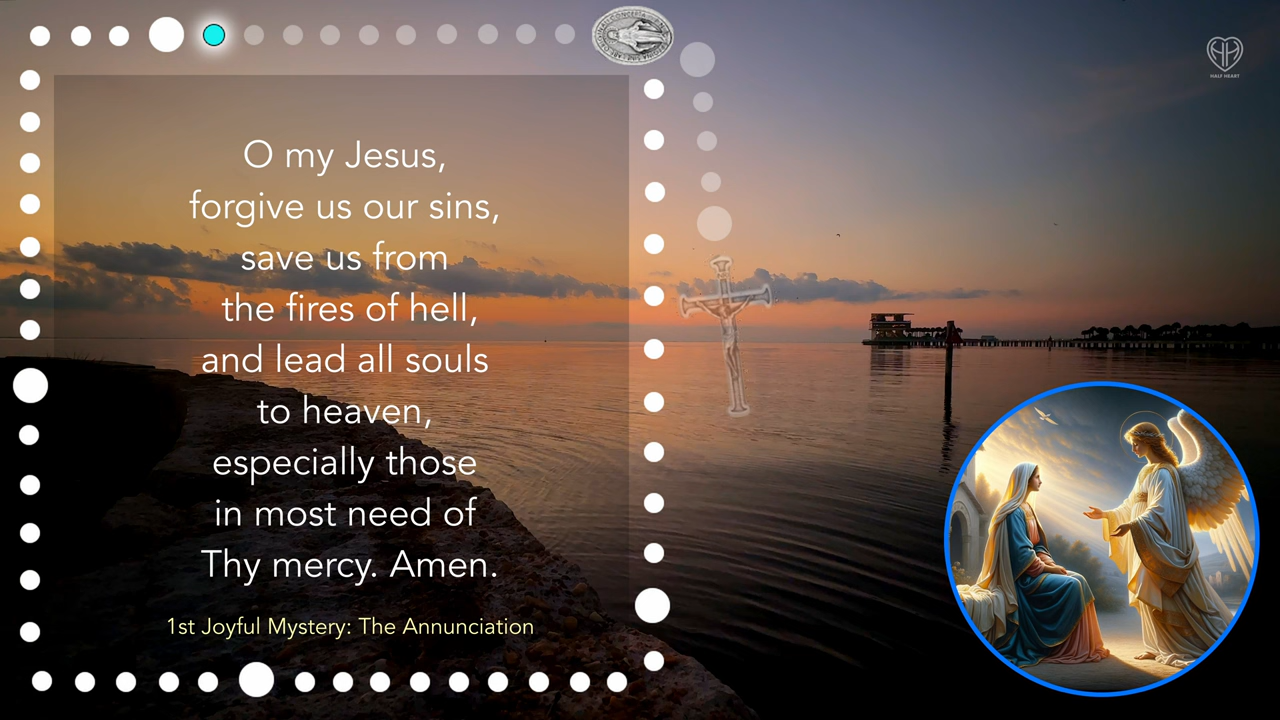 O my Jesus,
forgive us our sins,
save us from
the fires of hell,
and lead all souls
to heaven,
especially those
in most need of
Thy mercy. Amen.
1st Joyful Mystery: The Annunciation
HALF HEART